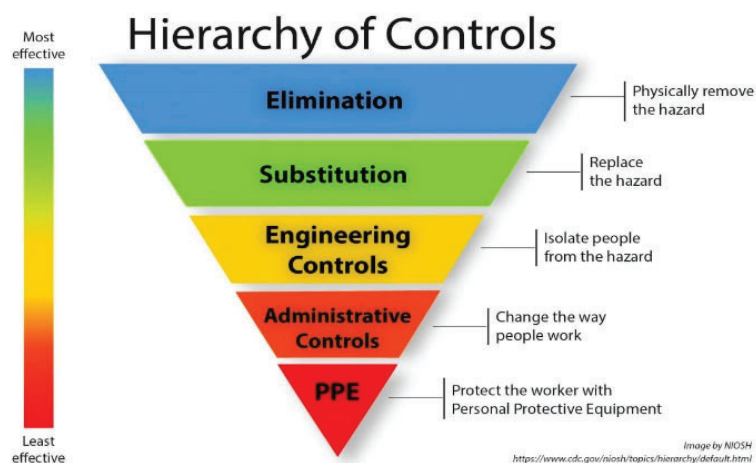 Hierarchy of Controls
Most
effective
Elimination
Physically remove
the hazard
Substitution
Replace
the hazard
Engineering
Controls
Isolate people
from the hazard
Administrative
Controls
Change the way
people work
PPE
Protect the worker with
Personal Protective Equipment
Least
effective
Image by NIOSH
https://www.cdc.gov/niosh/topics/hierarchy/default.html